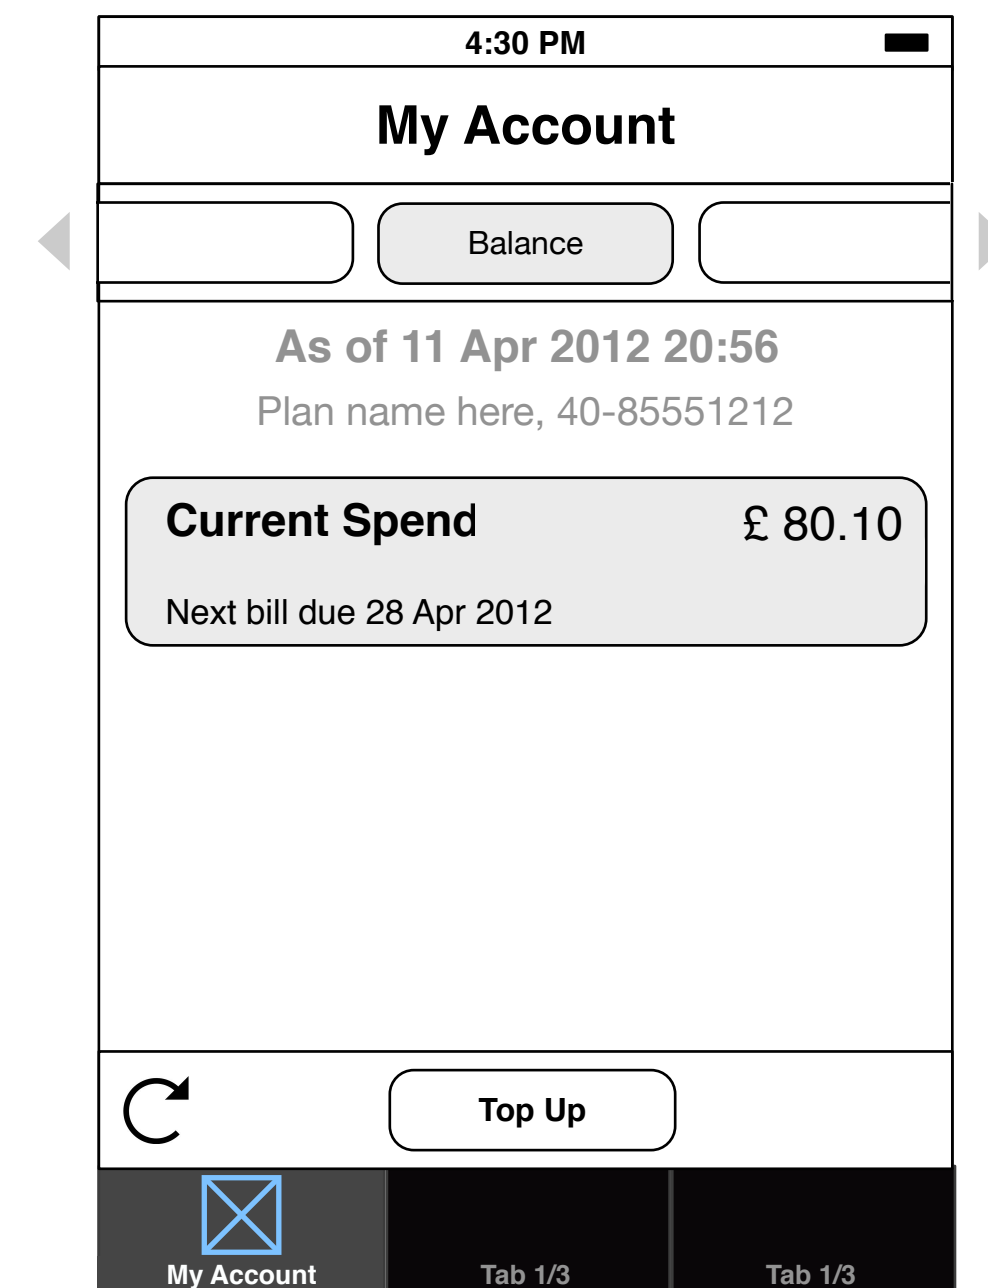 4:30 PM
My Account
Balance
As of 11 Apr 2012 20:56
Plan name here, 40-85551212
Current Spend £ 80.10
Next bill due 28 Apr 2012
Top Up
My Account Tab 1/3 Tab 1/3